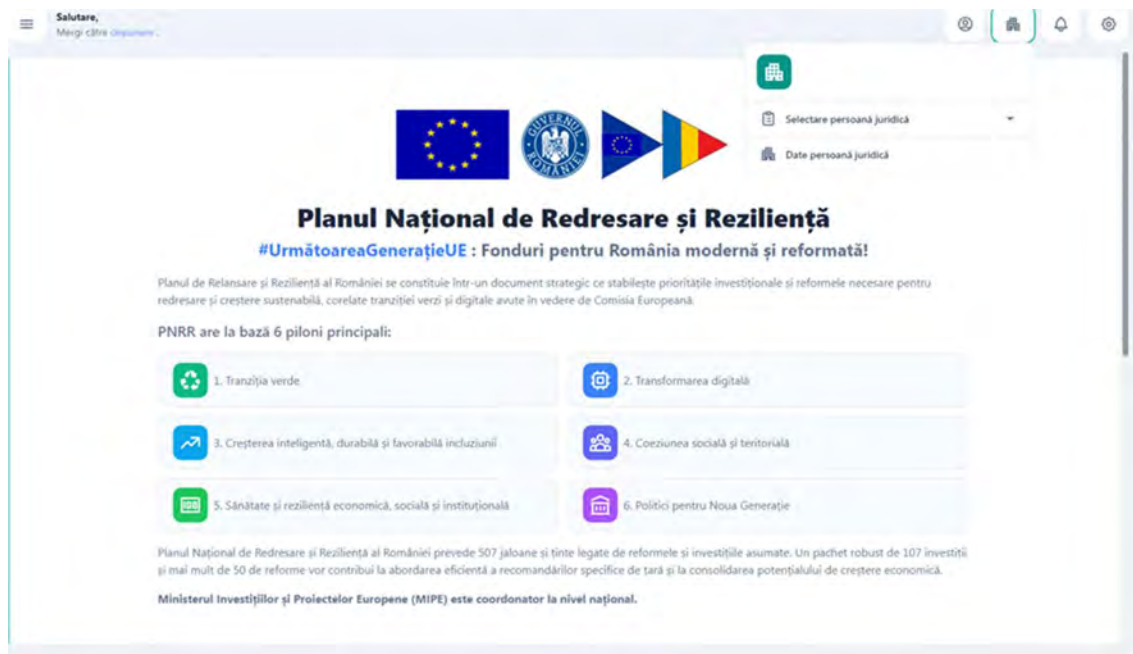 Salutare,
Mergi către
Selectare persoană juridică
Date persoană juridică
GUVERNUL
ROMÂNIEI
Planul Național de Redresare și Reziliență
#UrmătoareaGenerațieUE : Fonduri pentru România modernă și reformată!
Planul de Relansare și Reziliență al României se constituie într-un document strategic ce stabilește prioritățile investiționale și reformele necesare pentru
redresare și creștere sustenabilă, corelate tranziției verzi și digitale avute în vedere de Comisia Europeană.
PNRR are la bază 6 piloni principali:
1. Tranziția verde
2. Transformarea digitală
3. Creșterea inteligentă, durabilă și favorabilă incluziunii
4. Coeziunea socială și teritorială
5. Sănătate și reziliență economică, socială și instituțională
6. Politici pentru Noua Generație
Planul Național de Redresare și Reziliență al României prevede 507 jaloane și ținte legate de reformele și investițiile asumate. Un pachet robust de 107 investiții
și mai mult de 50 de reforme vor contribui la abordarea eficientă a recomandărilor specifice de țară și la consolidarea potențialului de creștere economică.
Ministerul Investițiilor și Proiectelor Europene (MIPE) este coordonator la nivel național.